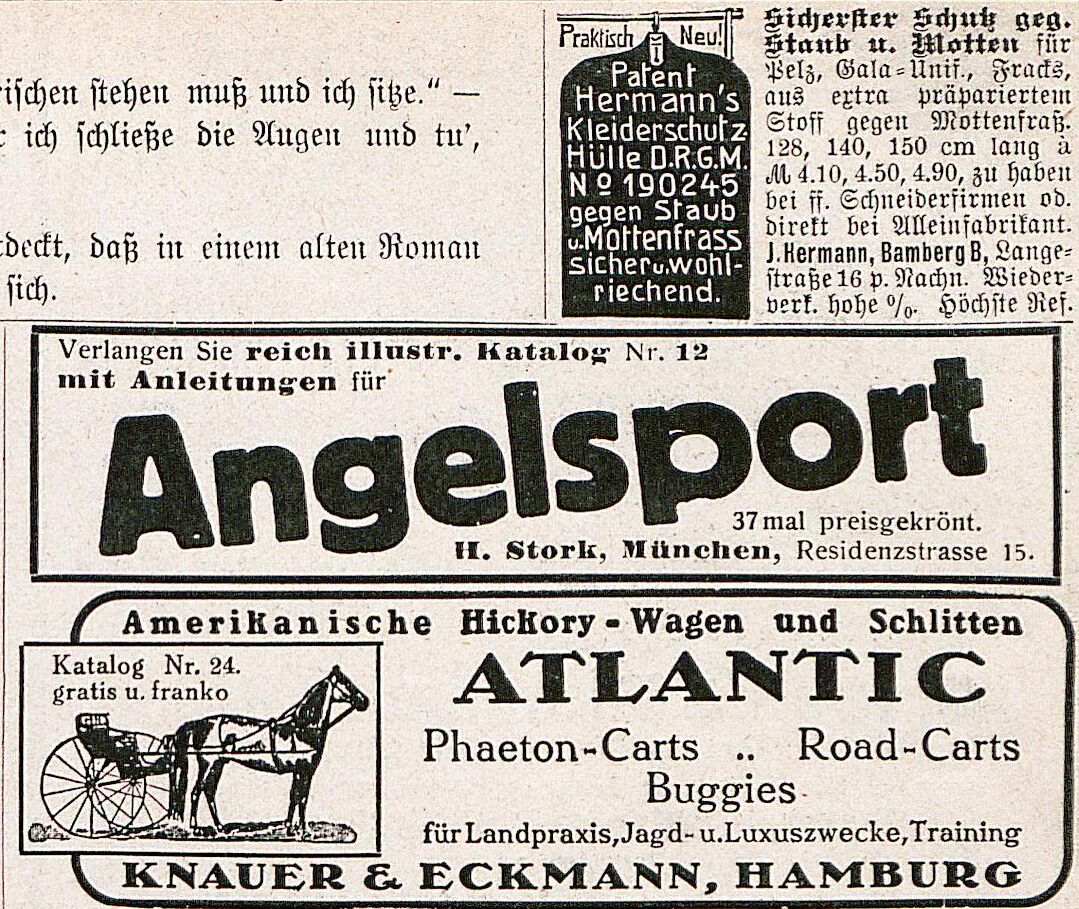 rischen stehen muß und ich sitze.“ —
ich schließe die Augen und tu’,
deckt, daß in einem alten Roman
sich.
Praktisch Neu!
Patent
Hermann's
Kleiderschutz
Hülle D.R.G.M.
No 190245
gegen Staub
u. Mottenfrass
sicher u. wohl-
riechend.
Sicherster Schutz geg.
Staub u. Motten für
Pelz, Gala=Unif., Fracks,
aus extra präpariertem
Stoff gegen Mottenfraß.
128, 140, 150 cm lang à
M 4.10, 4.50, 4.90, zu haben
bei ff. Schneiderfirmen od.
direkt bei Alleinfabrikant.
J. Hermann, Bamberg B, Lange=
straße 16 p. Nachn. Wieder=
verk. hohe %. Höchste Ref.
Verlangen Sie reich illustr. Katalog Nr. 12
mit Anleitungen für
Angelsport
37 mal preisgekrönt.
H. Stork, München, Residenzstrasse 15.
Amerikanische Hickory-Wagen und Schlitten
Katalog Nr. 24.
gratis u. franko
ATLANTIC
Phaeton-Carts .. Road-Carts
Buggies
für Landpraxis, Jagd- u. Luxuszwecke, Training
KNAUER & ECKMANN, HAMBURG